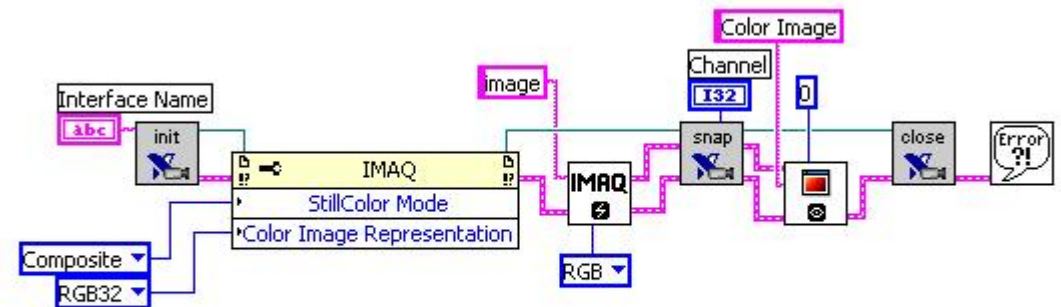 Color Image
Channel
image
I32
0
Interface Name
abc
init
snap
close
Error
?!
!?
IMAQ
!?
IMAQ
StillColor Mode
Color Image Representation
Composite
RGB
RGB32